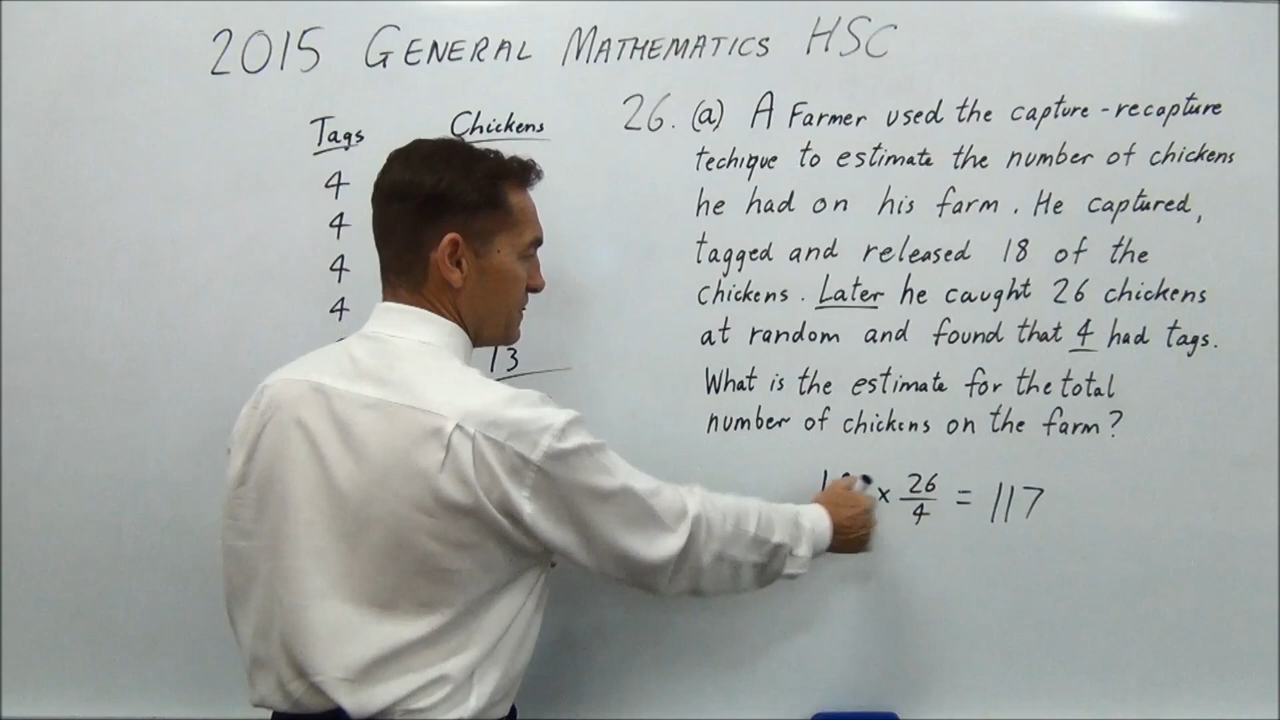 2015 GENERAL MATHEMATICS HSC
Tags Chickens
4
4
4
4
13
26. (a) A Farmer used the capture-recapture
techique to estimate the number of chickens
he had on his farm. He captured,
tagged and released 18 of the
chickens. Later he caught 26 chickens
at random and found that 4 had tags.
What is the estimate for the total
number of chickens on the farm?
× 26/4 = 117